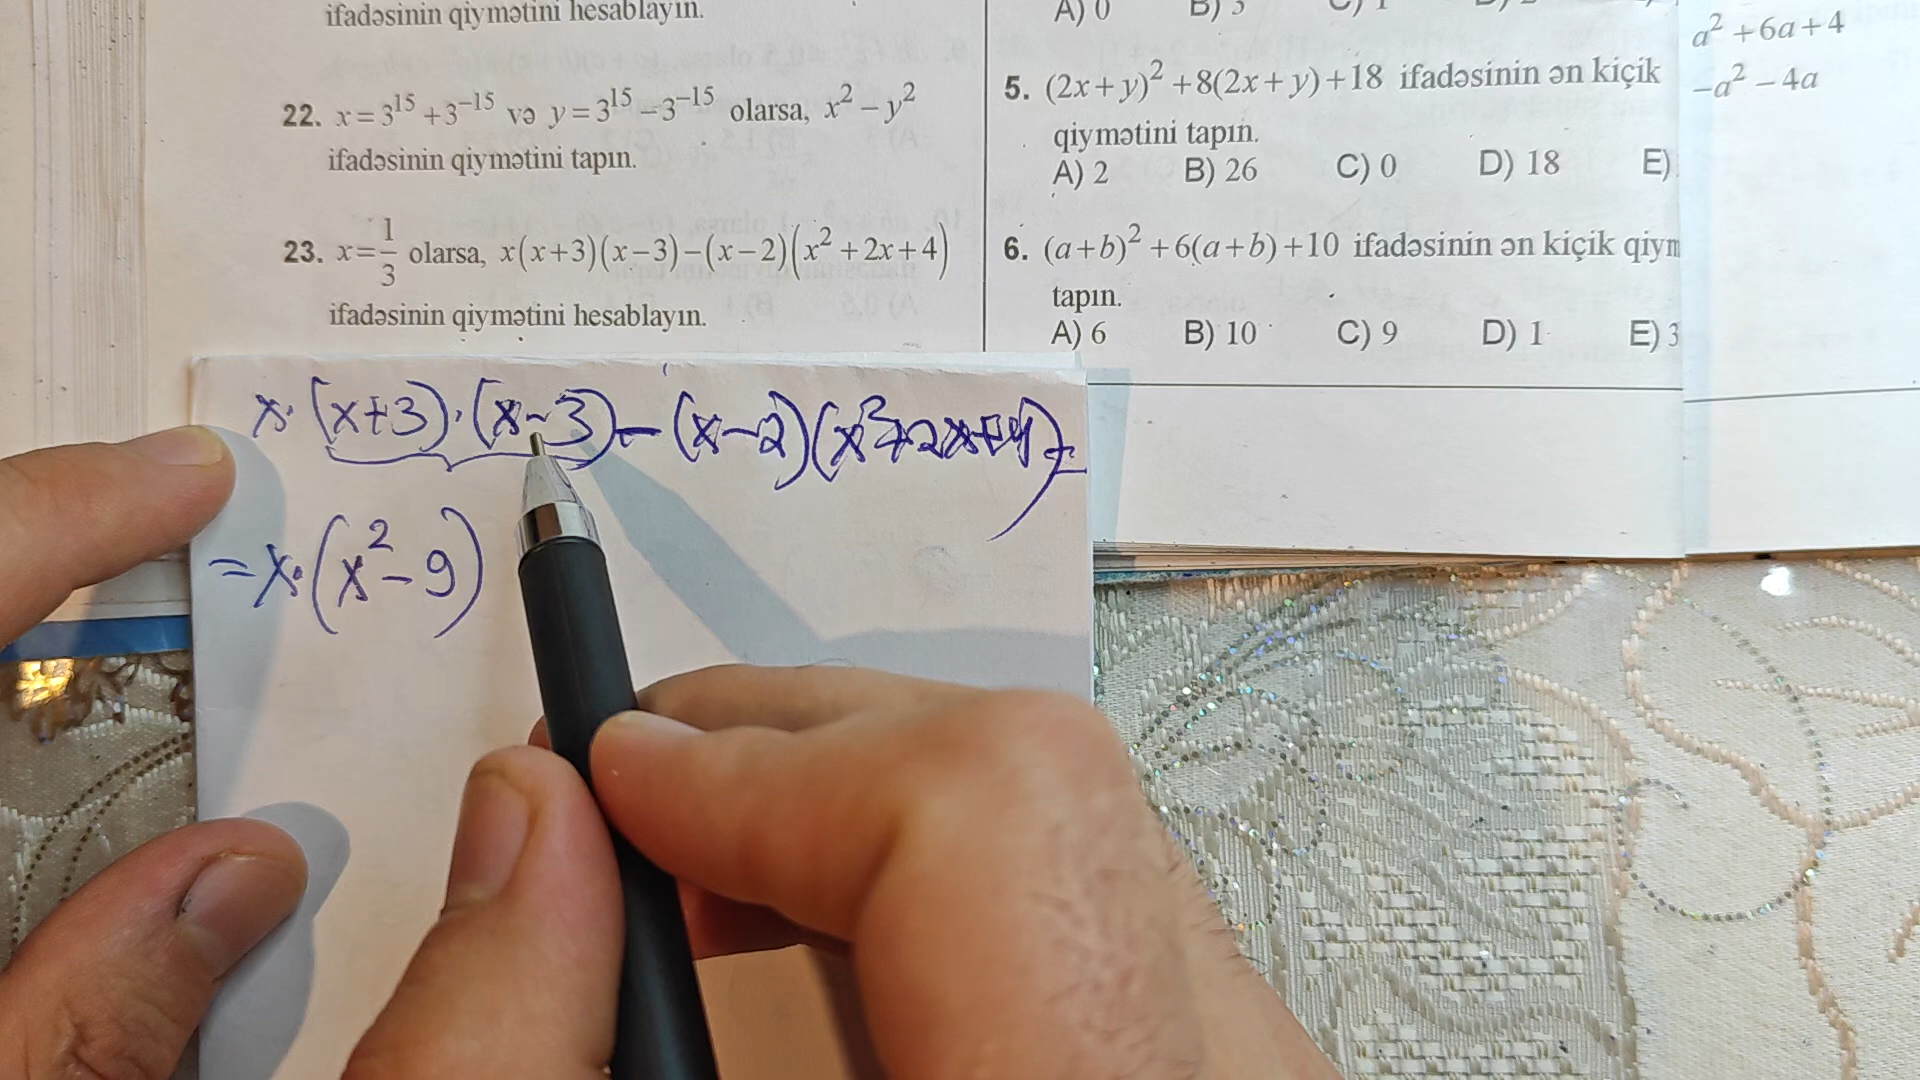 ifadəsinin qiymətini hesablayın.
22. x=3¹⁵+3⁻¹⁵ və y=3¹⁵−3⁻¹⁵ olarsa, x²−y²
ifadəsinin qiymətini tapın.
23. x=1/3 olarsa, x(x+3)(x−3)−(x−2)(x²+2x+4)
ifadəsinin qiymətini hesablayın.
A) 0
5. (2x+y)²+8(2x+y)+18 ifadəsinin ən kiçik
qiymətini tapın.
A) 2 B) 26 C) 0 D) 18 E)
6. (a+b)²+6(a+b)+10 ifadəsinin ən kiçik
tapın.
A) 6 B) 10 C) 9 D) 1 E) 3
a²+6a+4
−a²−4a
x·(x+3)·(x−3)−(x−2)(x²+2x+4)=
=x·(x²−9)